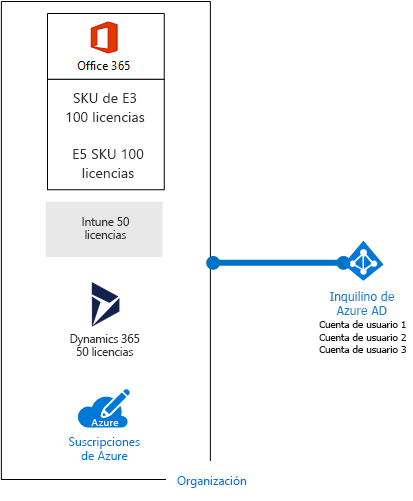 Office 365
SKU de E3
100 licencias
E5 SKU 100
licencias
Intune 50
licencias
Dynamics 365
50 licencias
Azure
Suscripciones
de Azure
Inquilino de
Azure AD
Cuenta de usuario 1
Cuenta de usuario 2
Cuenta de usuario 3
Organización